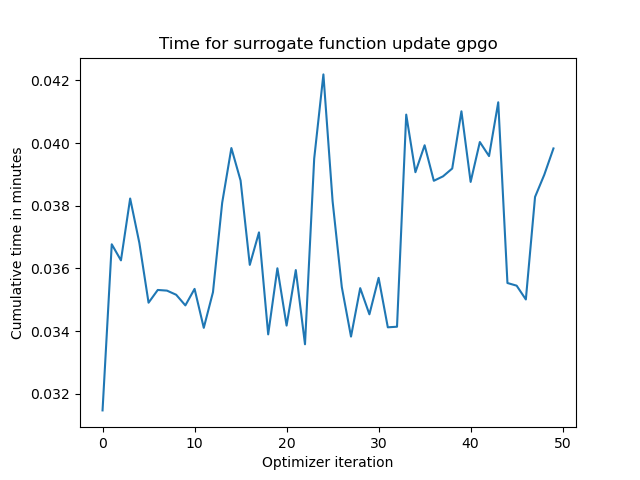 Time for surrogate function update gpgo
0.042
0.040
0.038
0.036
0.034
0.032
Cumulative time in minutes
0 10 20 30 40 50
Optimizer iteration